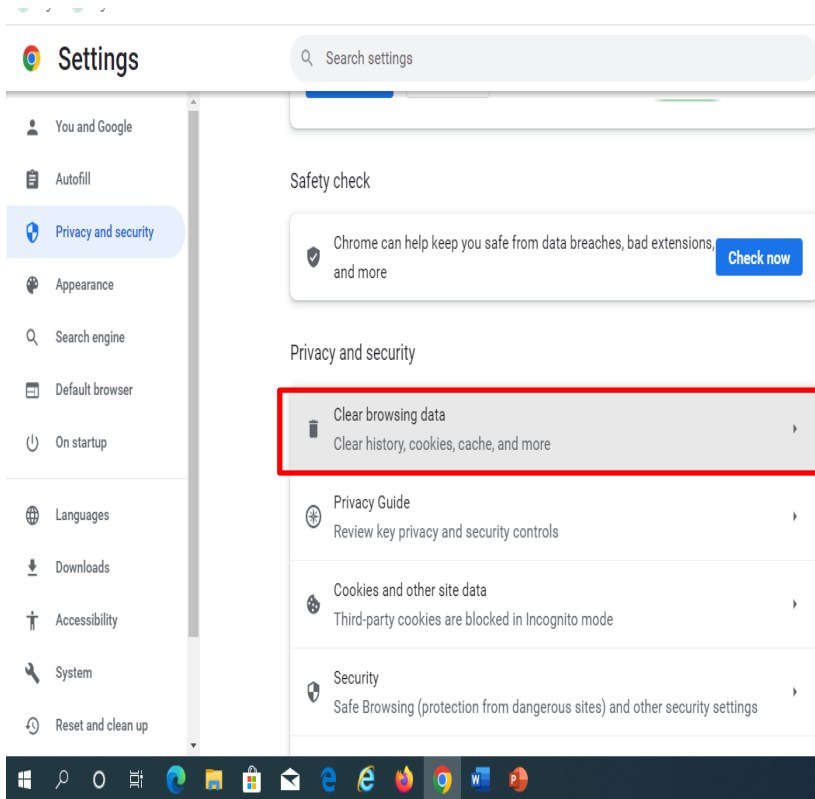 Settings
Search settings
You and Google
Autofill
Privacy and security
Appearance
Search engine
Default browser
On startup
Languages
Downloads
Accessibility
System
Reset and clean up
Safety check
Chrome can help keep you safe from data breaches, bad extensions,
and more
Check now
Privacy and security
Clear browsing data
Clear history, cookies, cache, and more
Privacy Guide
Review key privacy and security controls
Cookies and other site data
Third-party cookies are blocked in Incognito mode
Security
Safe Browsing (protection from dangerous sites) and other security settings